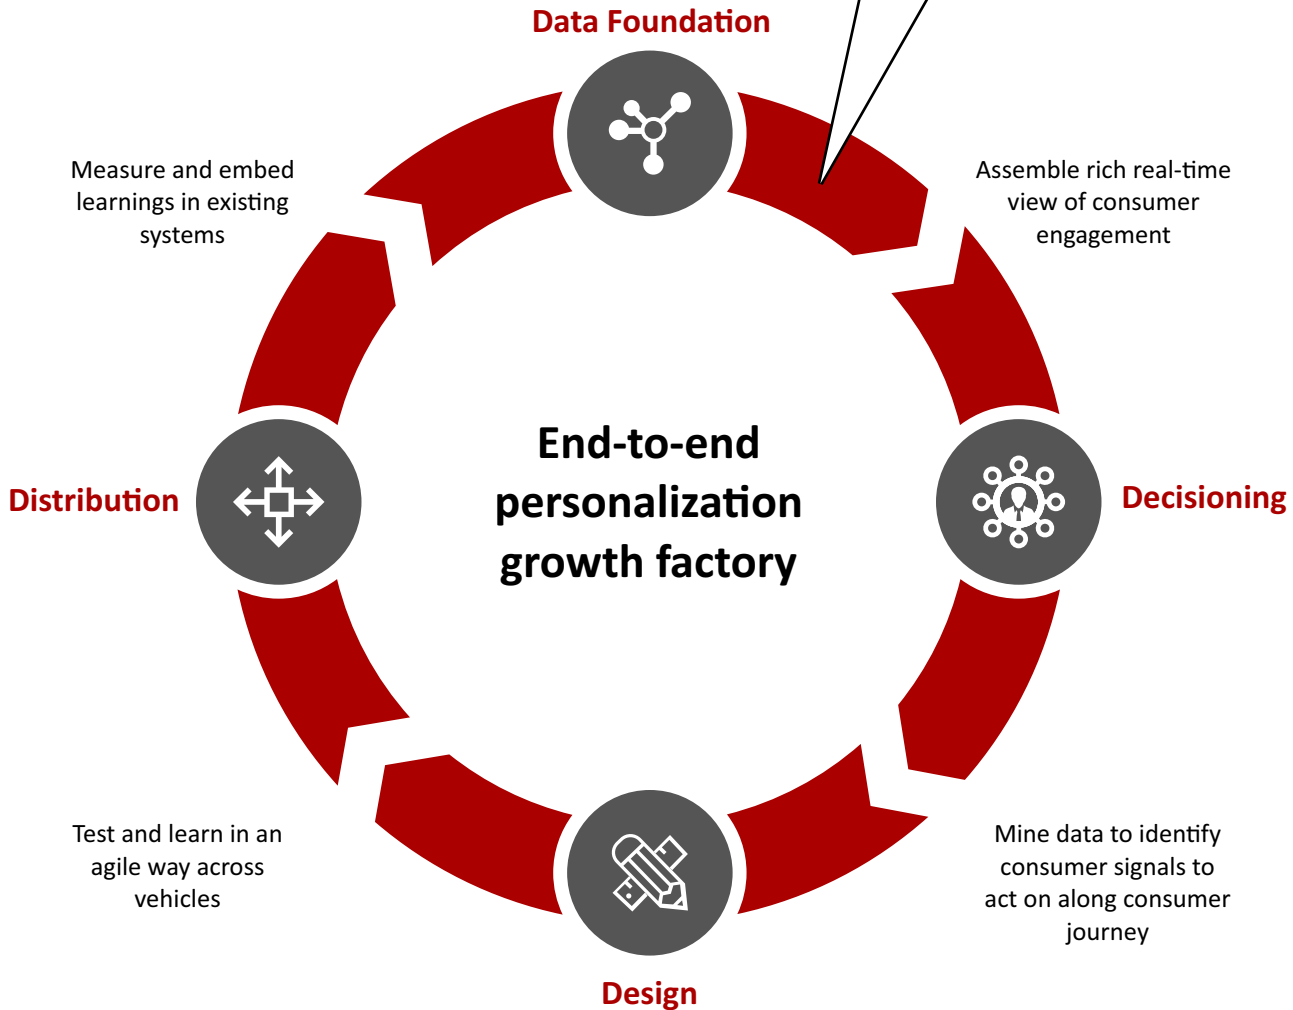 Data Foundation
Measure and embed
learnings in existing
systems
Assemble rich real-time
view of consumer
engagement
End-to-end
personalization
growth factory
Distribution
Decisioning
Test and learn in an
agile way across
vehicles
Mine data to identify
consumer signals to
act on along consumer
journey
Design